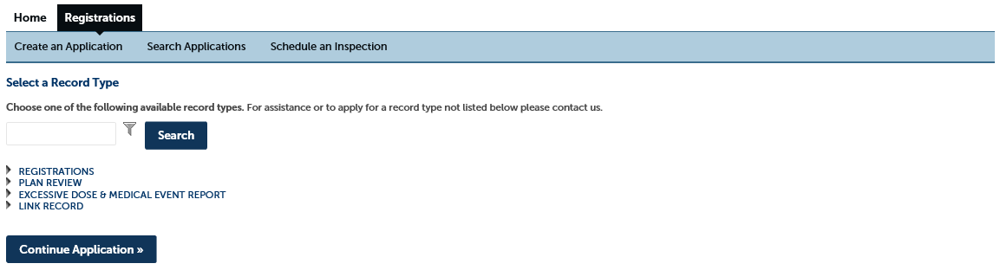 Home Registrations
Create an Application Search Applications Schedule an Inspection
Select a Record Type
Choose one of the following available record types. For assistance or to apply for a record type not listed below please contact us.
Search
REGISTRATIONS
PLAN REVIEW
EXCESSIVE DOSE & MEDICAL EVENT REPORT
LINK RECORD
Continue Application »